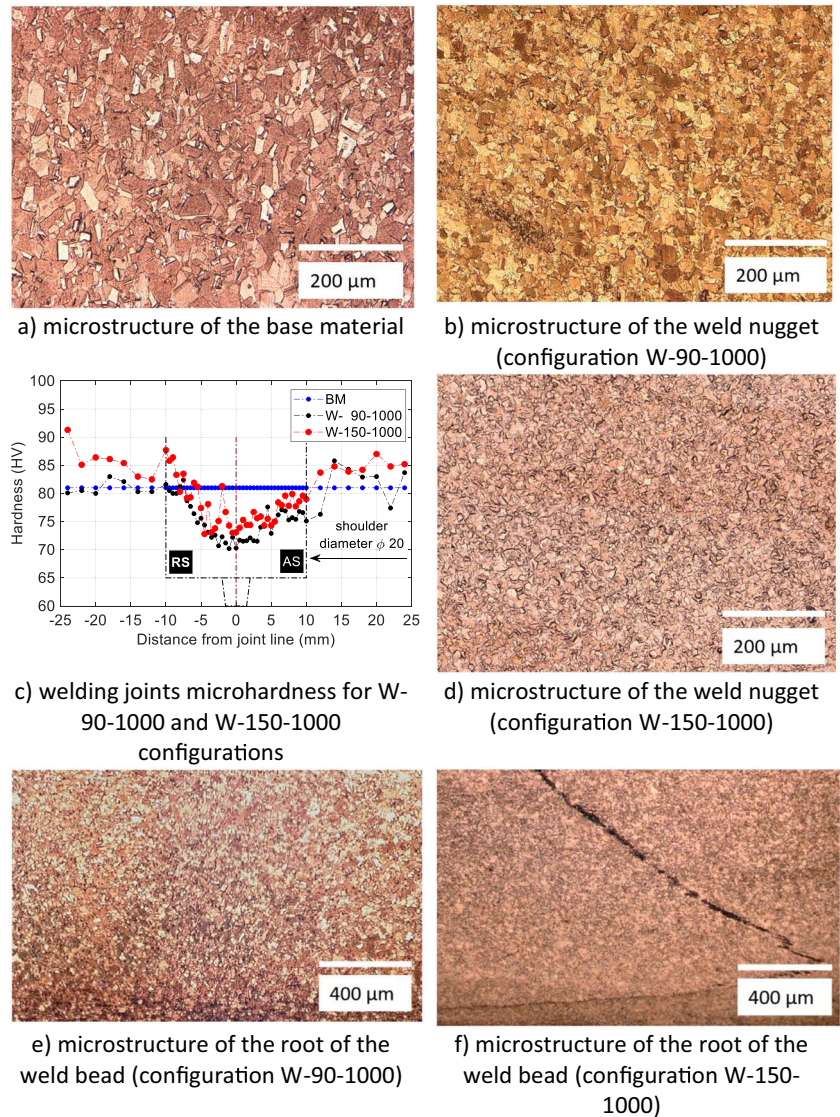 200 µm
200 µm
a) microstructure of the base material
b) microstructure of the weld nugget
(configuration W-90-1000)
100
95
90
85
80
75
70
65
60
Hardness (HV)
BM
W- 90-1000
W-150-1000
shoulder
diameter ϕ 20
RS
AS
-25 -20 -15 -10 -5 0 5 10 15 20 25
Distance from joint line (mm)
200 µm
c) welding joints microhardness for W-
90-1000 and W-150-1000
configurations
d) microstructure of the weld nugget
(configuration W-150-1000)
400 µm
400 µm
e) microstructure of the root of the
weld bead (configuration W-90-1000)
f) microstructure of the root of the
weld bead (configuration W-150-
1000)